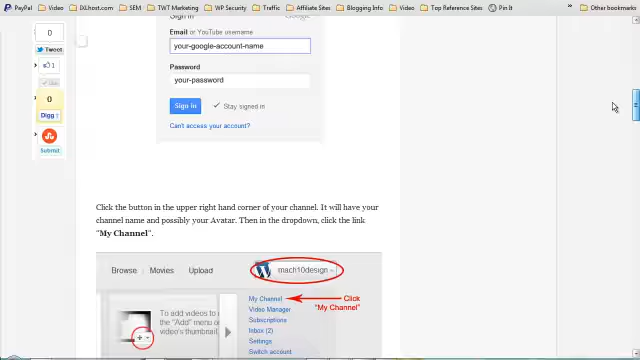 PayPal Video IXLhost.com SEM TWT Marketing WP Security Traffic Affiliate Sites Blogging Info Video Top Reference Sites Pin It » Other bookmarks
Sign in Google
0
Tweet
1
0
Digg
Submit
Email or YouTube username
your-google-account-name
Password
your-password
Sign in Stay signed in
Can't access your account?
Click the button in the upper right hand corner of your channel. It will have your
channel name and possibly your Avatar. Then in the dropdown, click the link
"My Channel".
Browse Movies Upload mach10design
My Channel
Click
"My Channel"
Video Manager
Subscriptions
Inbox (2)
Settings
Switch account
To add videos to
the "Add" menu or
video's thumbnail.